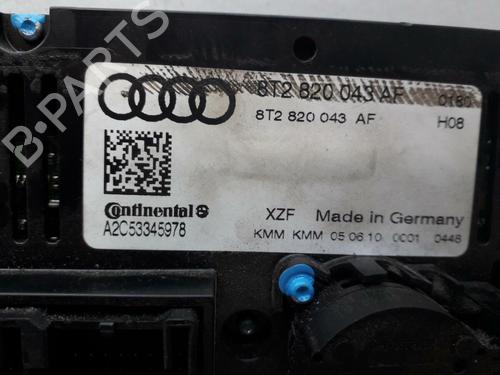 8T2 820 043 AF 0180
8T2 820 043 AF H08
Continental
A2C53345978
XZF Made in Germany
KMM KMM 05.06.10 0001 0446
B-PARTS